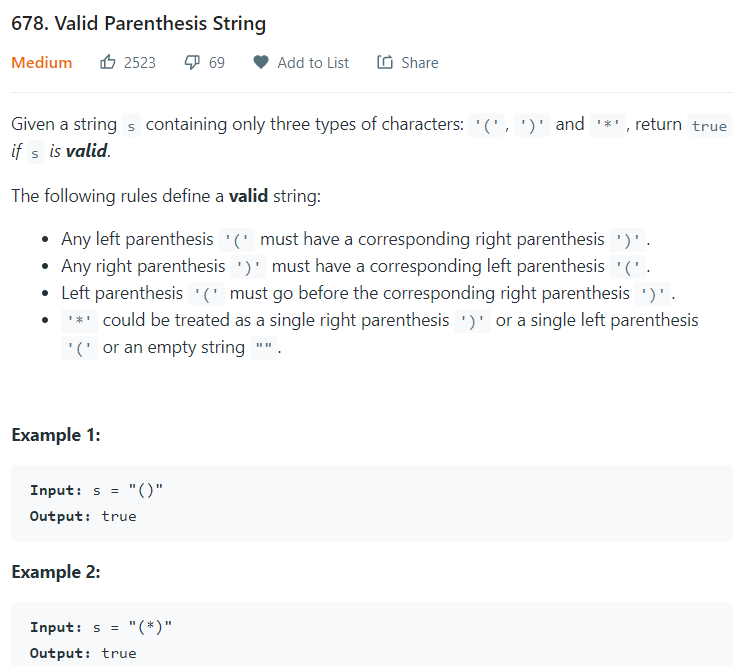 678. Valid Parenthesis String
Medium 2523 69 Add to List Share
Given a string s containing only three types of characters: '(', ')' and '*', return true
if s is valid.
The following rules define a valid string:
• Any left parenthesis '(' must have a corresponding right parenthesis ')'.
• Any right parenthesis ')' must have a corresponding left parenthesis '('.
• Left parenthesis '(' must go before the corresponding right parenthesis ')'.
• '*' could be treated as a single right parenthesis ')' or a single left parenthesis
'(' or an empty string "".
Example 1:
Input: s = "()"
Output: true
Example 2:
Input: s = "(*)"
Output: true